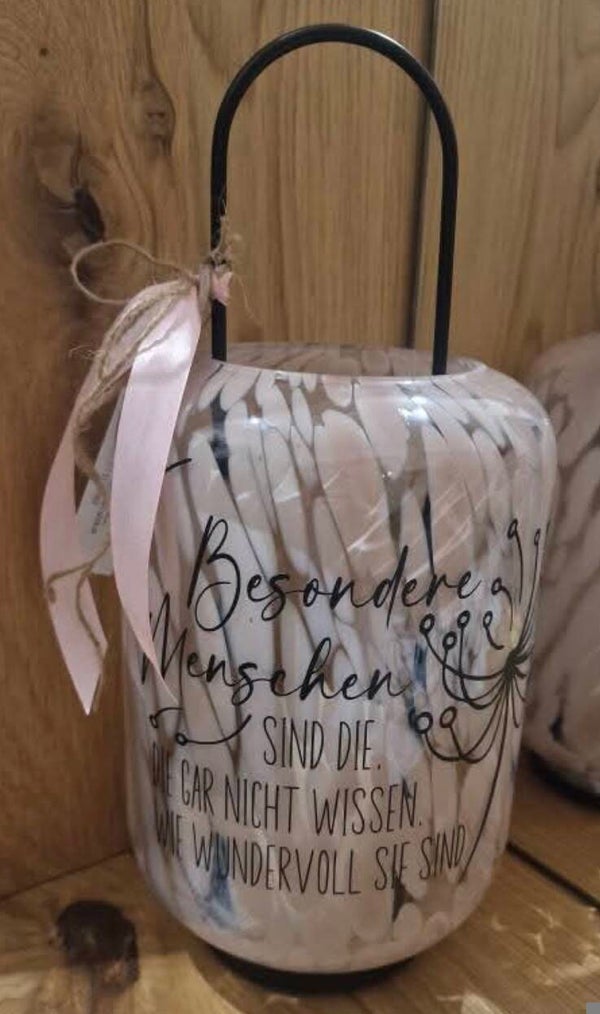 Besondere
Menschen
SIND DIE.
DIE GAR NICHT WISSEN.
WIE WUNDERVOLL SIE SIND